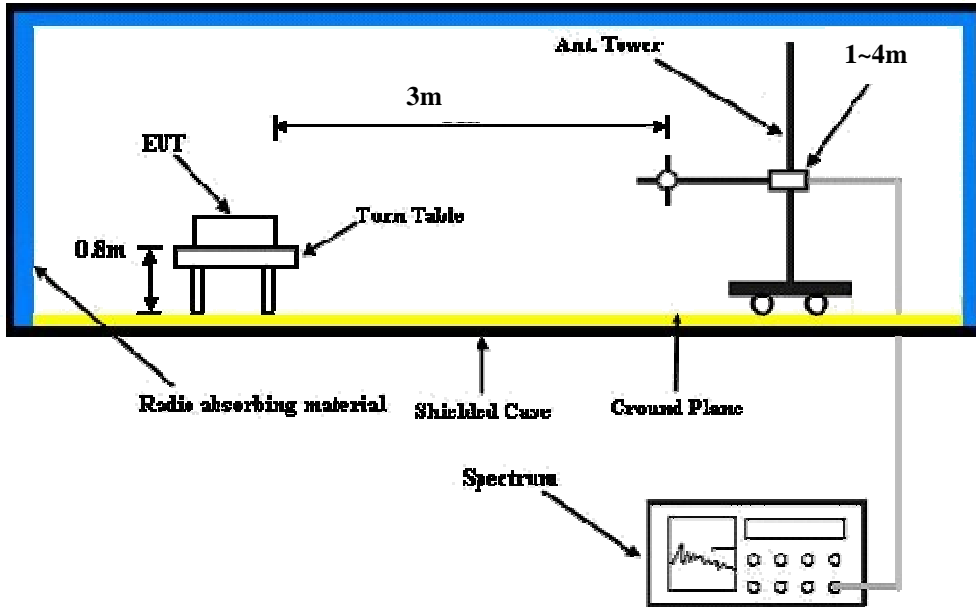 Ant. Tower
1~4m
3m
EUT
Turn Table
0.8m
Radio absorbing material
Shielded Case
Ground Plane
Spectrum